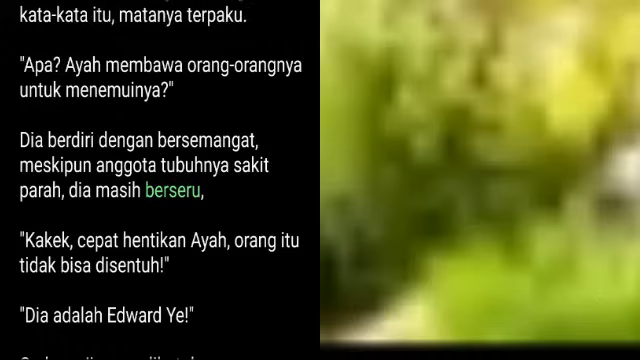 kata-kata itu, matanya terpaku.
"Apa? Ayah membawa orang-orangnya
untuk menemuinya?"
Dia berdiri dengan bersemangat,
meskipun anggota tubuhnya sakit
parah, dia masih berseru,
"Kakek, cepat hentikan Ayah, orang itu
tidak bisa disentuh!"
"Dia adalah Edward Ye!"